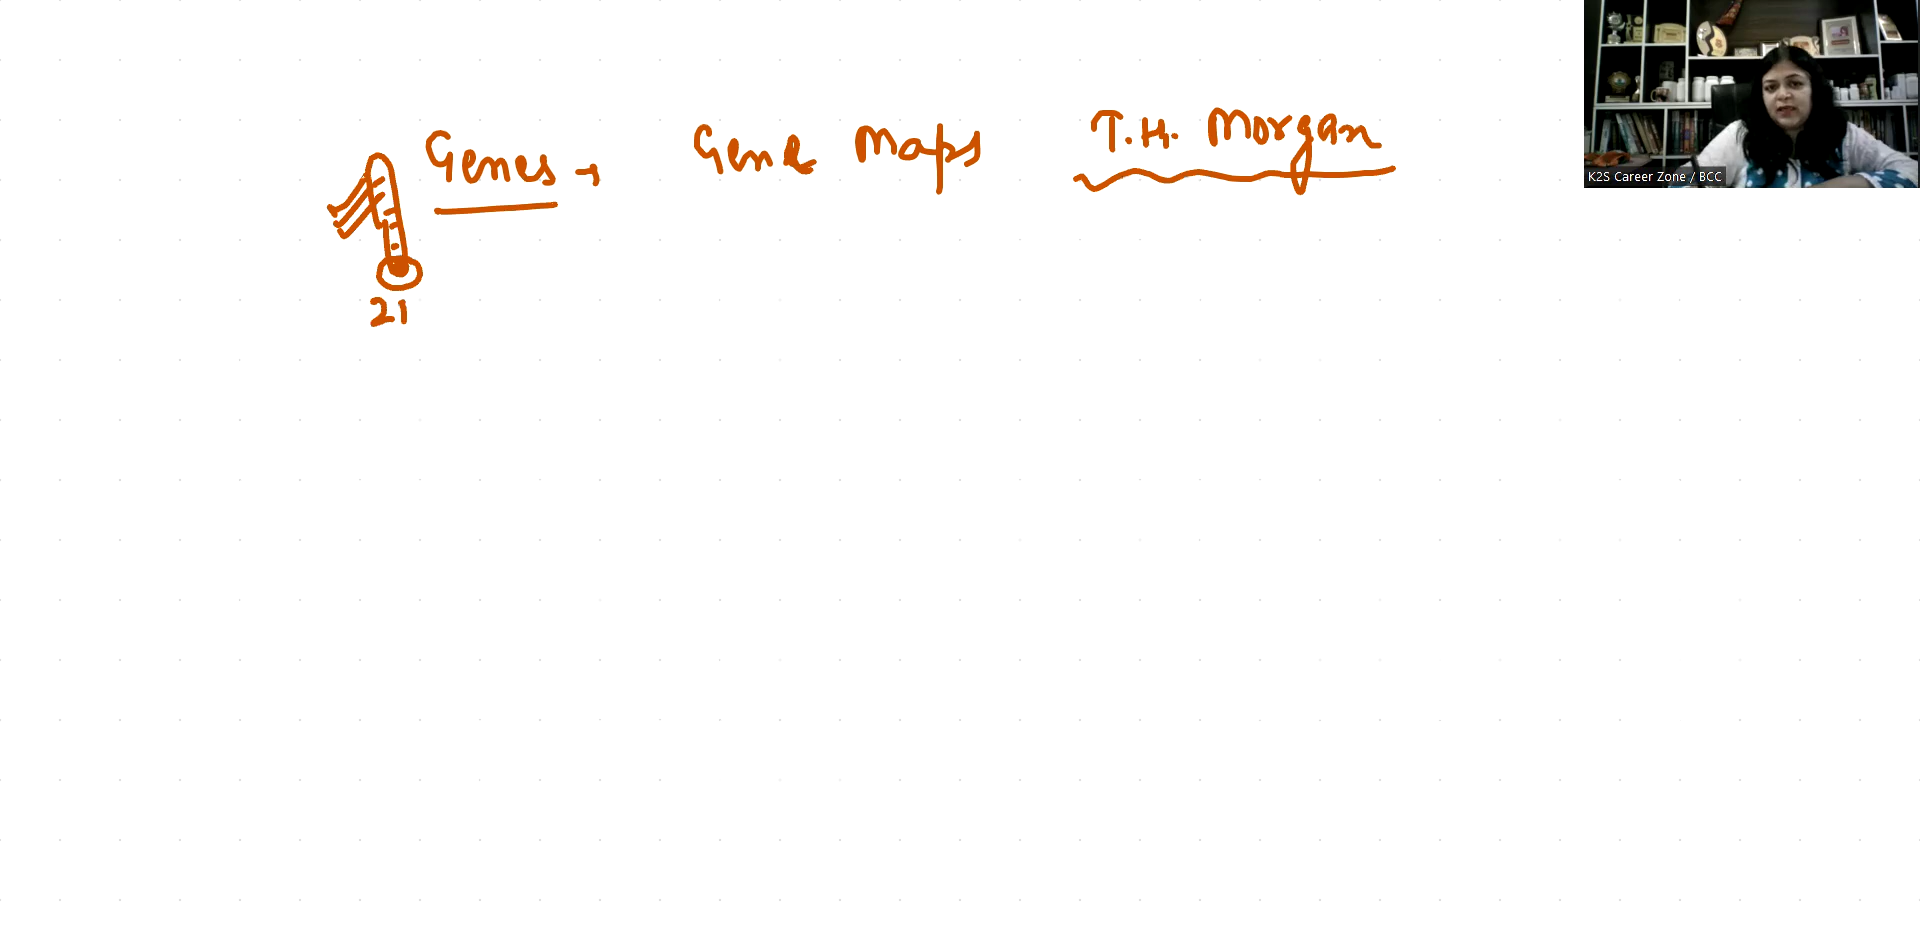 Genes → Gene Maps T.H. Morgan
21
K2S Career Zone / BCC